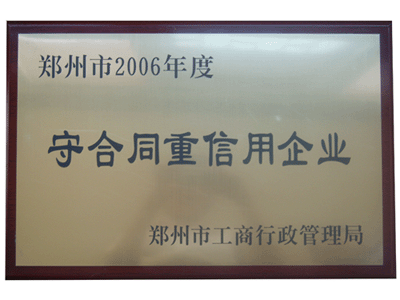 郑州市2006年度
守合同重信用企业
郑州市工商行政管理局